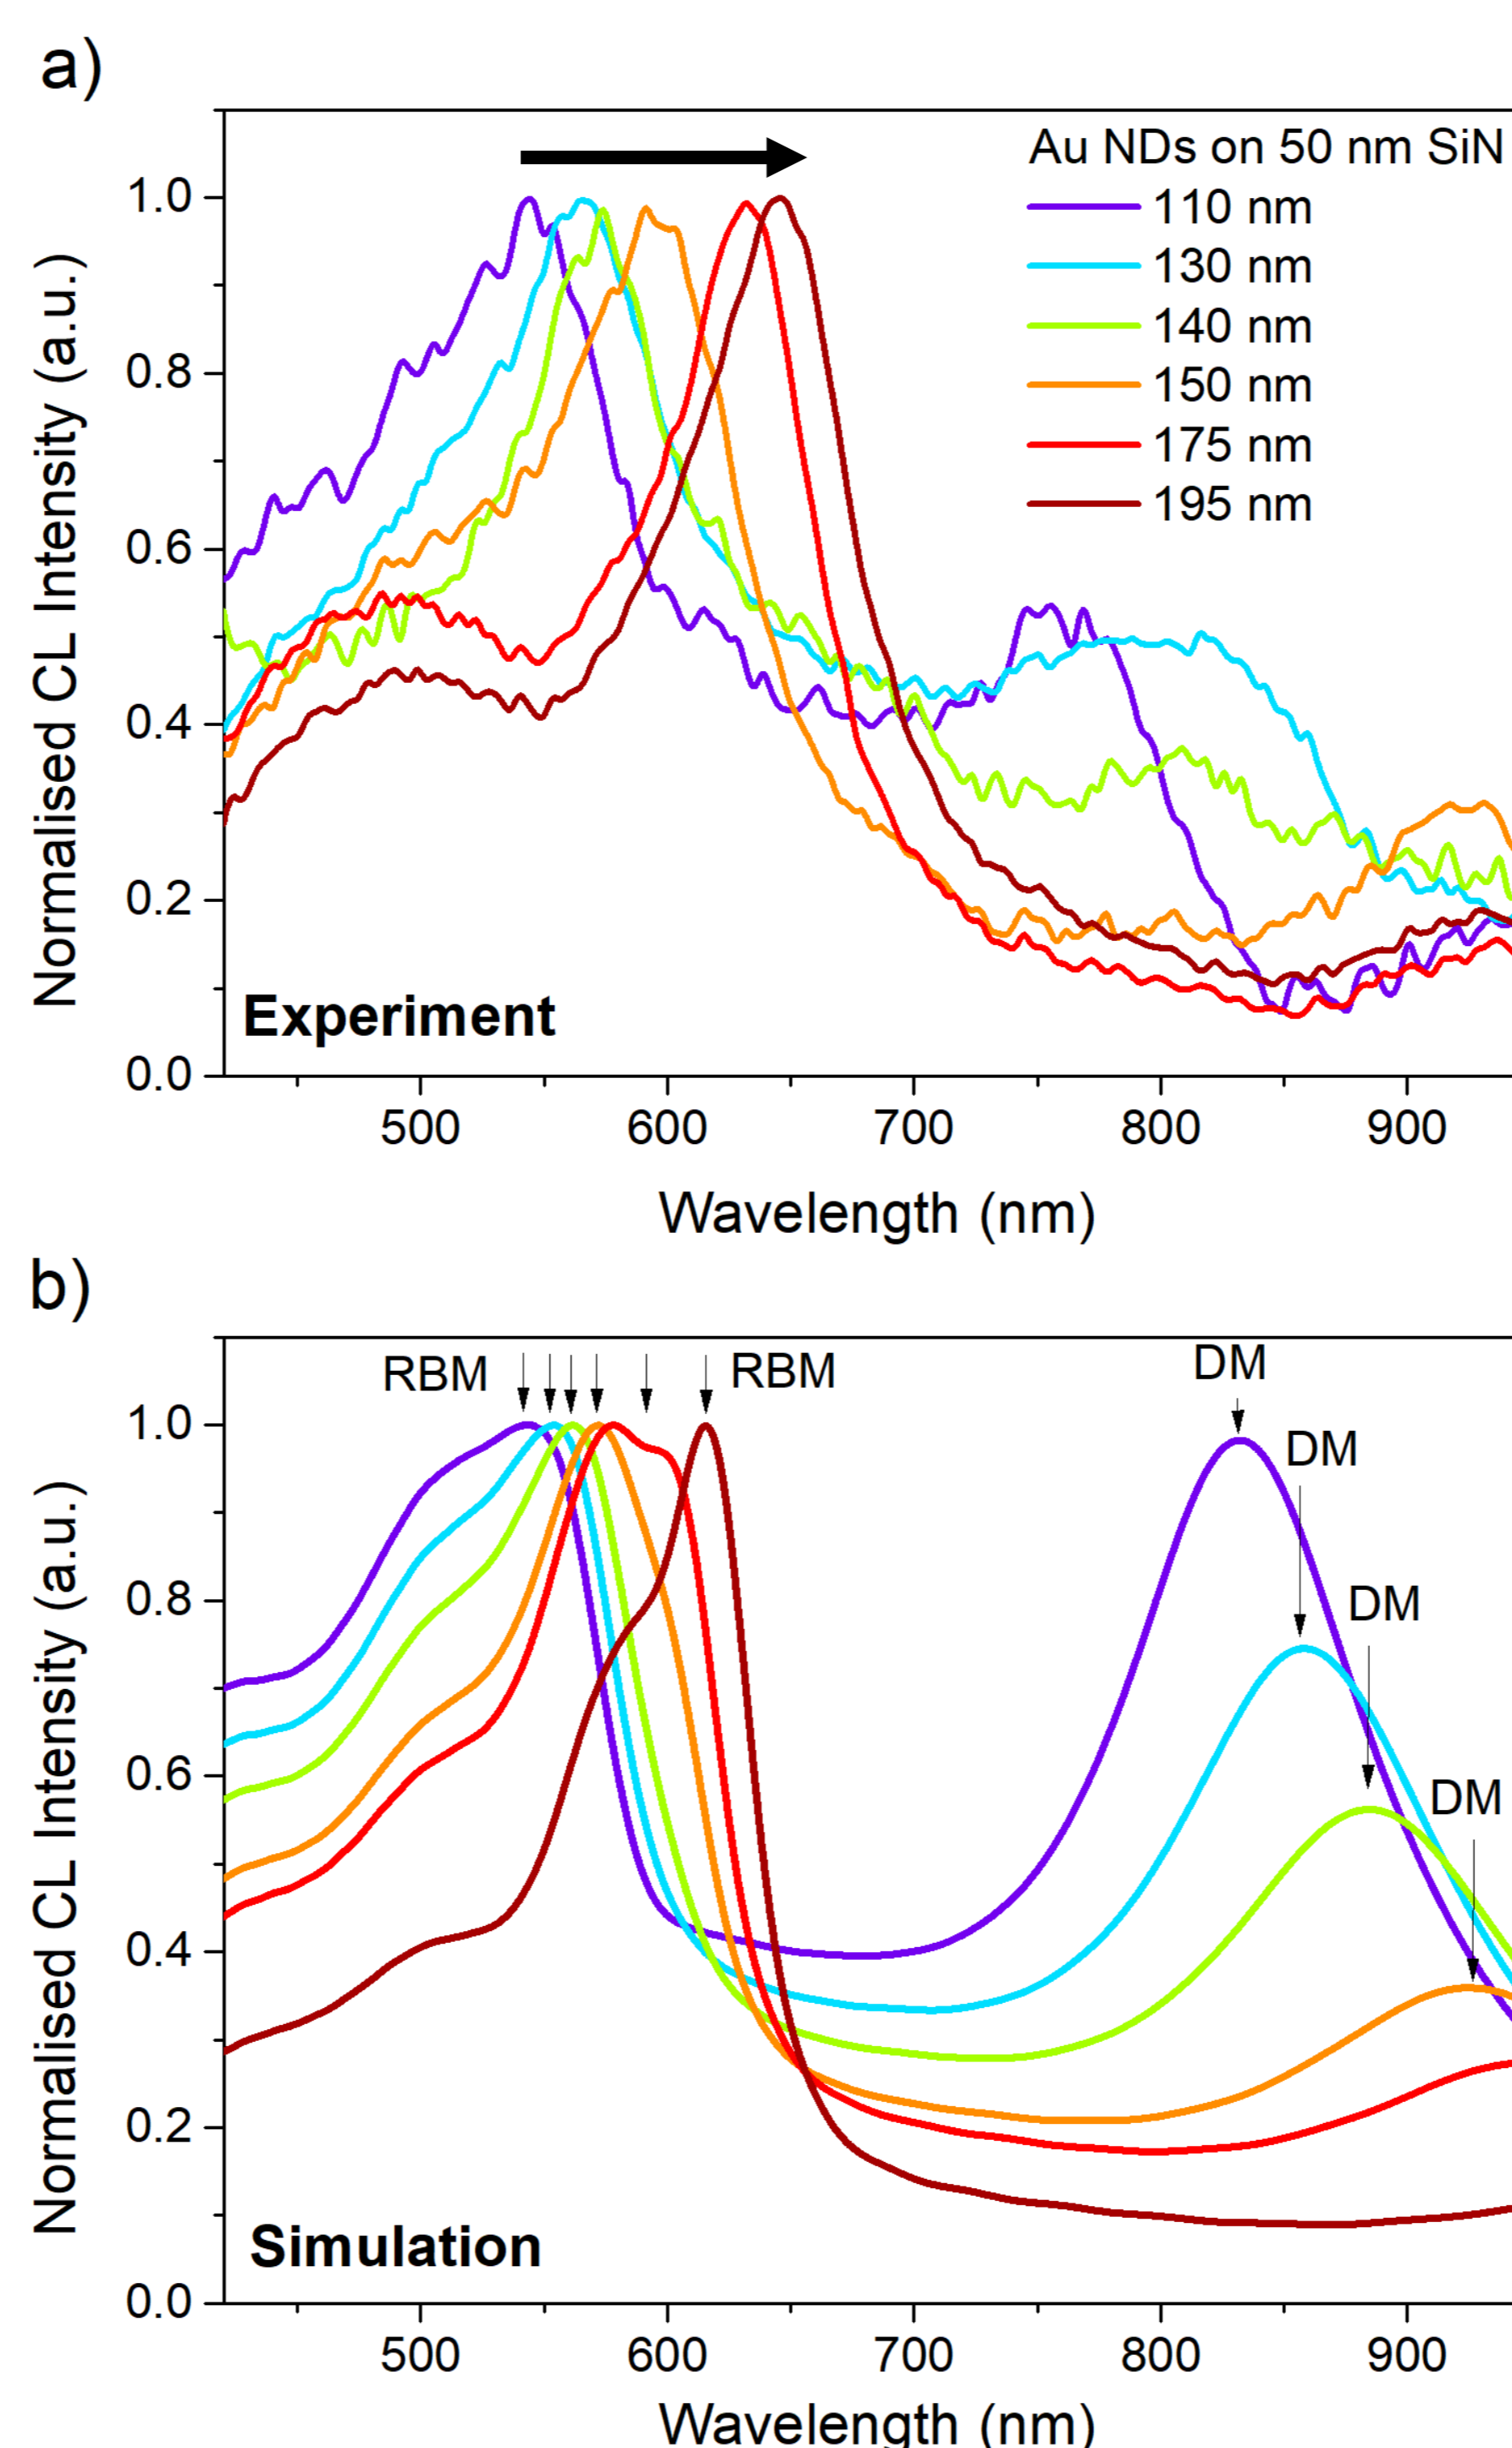 a)
Normalised CL Intensity (a.u.)
1.0
0.8
0.6
0.4
0.2
0.0
Au NDs on 50 nm SiN
110 nm
130 nm
140 nm
150 nm
175 nm
195 nm
Experiment
500 600 700 800 900
Wavelength (nm)
b)
Normalised CL Intensity (a.u.)
1.0
0.8
0.6
0.4
0.2
0.0
RBM RBM
DM
DM
DM
DM
Simulation
500 600 700 800 900
Wavelength (nm)